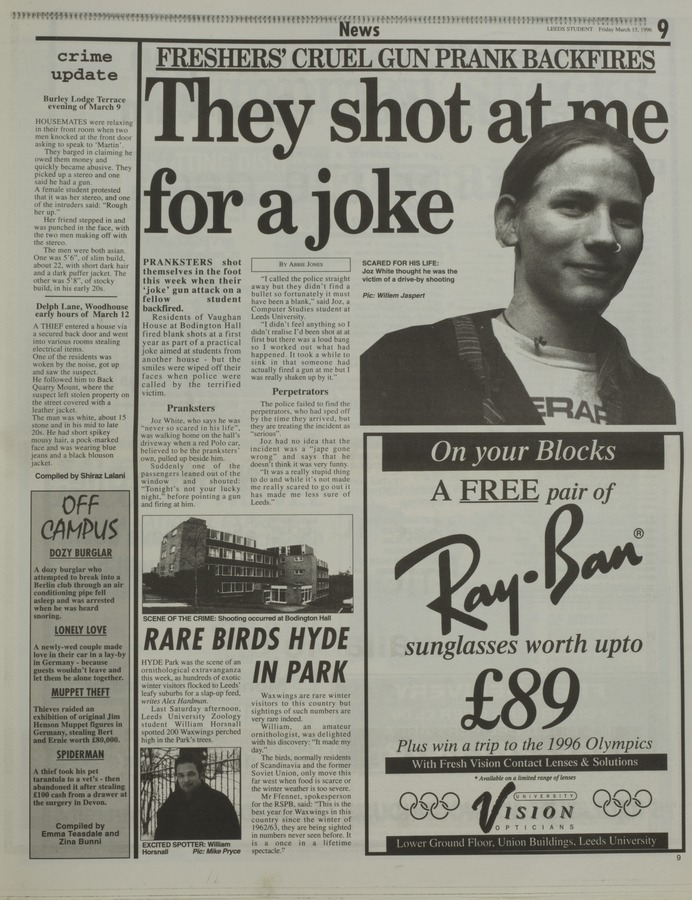 News
LEEDS STUDENT Friday March 15, 1996
9
crime
update
Burley Lodge Terrace
evening of March 9
HOUSEMATES were relaxing
in their front room when two
men knocked at the front door
asking to speak to 'Martin'.
They barged in claiming he
owed them money and
quickly became abusive. They
picked up a stereo and one
said he had a gun.
A female student protested
that it was her stereo, and one
of the intruders said: "Rough
her up."
Her friend stepped in and
was punched in the face, with
the two men making off with
the stereo.
The men were both asian.
One was 5'6", of slim build,
about 22, with short dark hair
and a dark puffer jacket. The
other was 5'8", of stocky
build, in his early 20s.
Delph Lane, Woodhouse
early hours of March 12
A THIEF entered a house via
a secured back door and went
into various rooms stealing
electrical items.
One of the residents was
woken by the noise, got up
and saw the suspect.
He followed him to Back
Quarry Mount, where the
suspect left stolen property on
the street covered with a
leather jacket.
The man was white, about 15
stone and in his mid to late
20s. He had short spikey
mousy hair, a pock-marked
face and was wearing blue
jeans and a black blouson
jacket.
Compiled by Shiraz Lalani
OFF
CAMPUS
DOZY BURGLAR
A dozy burglar who
attempted to break into a
Berlin club through an air
conditioning pipe fell
asleep and was arrested
when he was heard
snoring.
LONELY LOVE
A newly-wed couple made
love in their car in a lay-by
in Germany - because
guests wouldn't leave and
let them be alone together.
MUPPET THEFT
Thieves raided an
exhibition of original Jim
Henson Muppet figures in
Germany, stealing Bert
and Ernie worth £80,000.
SPIDERMAN
A thief took his pet
tarantula to a vet's - then
abandoned it after stealing
£100 cash from a drawer at
the surgery in Devon.
Compiled by
Emma Teasdale and
Zina Bunni
FRESHERS' CRUEL GUN PRANK BACKFIRES
They shot at me
for a joke
PRANKSTERS shot
themselves in the foot
this week when their
'joke' gun attack on a
fellow student
backfired.
Residents of Vaughan
House at Bodington Hall
fired blank shots at a first
year as part of a practical
joke aimed at students from
another house - but the
smiles were wiped off their
faces when police were
called by the terrified
victim.
Pranksters
Joz White, who says he was
"never so scared in his life",
was walking home on the hall's
driveway when a red Polo car,
believed to be the pranksters'
own, pulled up beside him.
Suddenly one of the
passengers leaned out of the
window and shouted:
"Tonight's not your lucky
night," before pointing a gun
and firing at him.
BY ABBIE JONES
"I called the police straight
away but they didn't find a
bullet so fortunately it must
have been a blank," said Joz, a
Computer Studies student at
Leeds University.
"I didn't feel anything so I
didn't realise I'd been shot at at
first but there was a loud bang
so I worked out what had
happened. It took a while to
sink in that someone had
actually fired a gun at me but I
was really shaken up by it."
Perpetrators
The police failed to find the
perpetrators, who had sped off
by the time they arrived, but
they are treating the incident as
"serious".
Joz had no idea that the
incident was a "jape gone
wrong" and says that he
doesn't think it was very funny.
"It was a really stupid thing
to do and while it's not made
me really scared to go out it
has made me less sure of
Leeds."
SCARED FOR HIS LIFE:
Joz White thought he was the
victim of a drive-by shooting
Pic: Willem Jaspert
ERAP
SCENE OF THE CRIME: Shooting occurred at Bodington Hall
RARE BIRDS HYDE
IN PARK
HYDE Park was the scene of an
ornithological extravaganza
this week, as hundreds of exotic
winter visitors flocked to Leeds'
leafy suburbs for a slap-up feed,
writes Alex Hardman.
Last Saturday afternoon,
Leeds University Zoology
student William Horsnall
spotted 200 Waxwings perched
high in the Park's trees.
EXCITED SPOTTER: William
Horsnall Pic: Mike Pryce
Waxwings are rare winter
visitors to this country but
sightings of such numbers are
very rare indeed.
William, an amateur
ornithologist, was delighted
with his discovery: "It made my
day."
The birds, normally residents
of Scandinavia and the former
Soviet Union, only move this
far west when food is scarce or
the winter weather is too severe.
Mr Ffennet, spokesperson
for the RSPB, said: "This is the
best year for Waxwings in this
country since the winter of
1962/63, they are being sighted
in numbers never seen before. It
is a once in a lifetime
spectacle."
On your Blocks
A FREE pair of
Ray-Ban®
sunglasses worth upto
£89
Plus win a trip to the 1996 Olympics
With Fresh Vision Contact Lenses & Solutions
* Available on a limited range of lenses
UNIVERSITY
VISION
OPTICIANS
Lower Ground Floor, Union Buildings, Leeds University
9